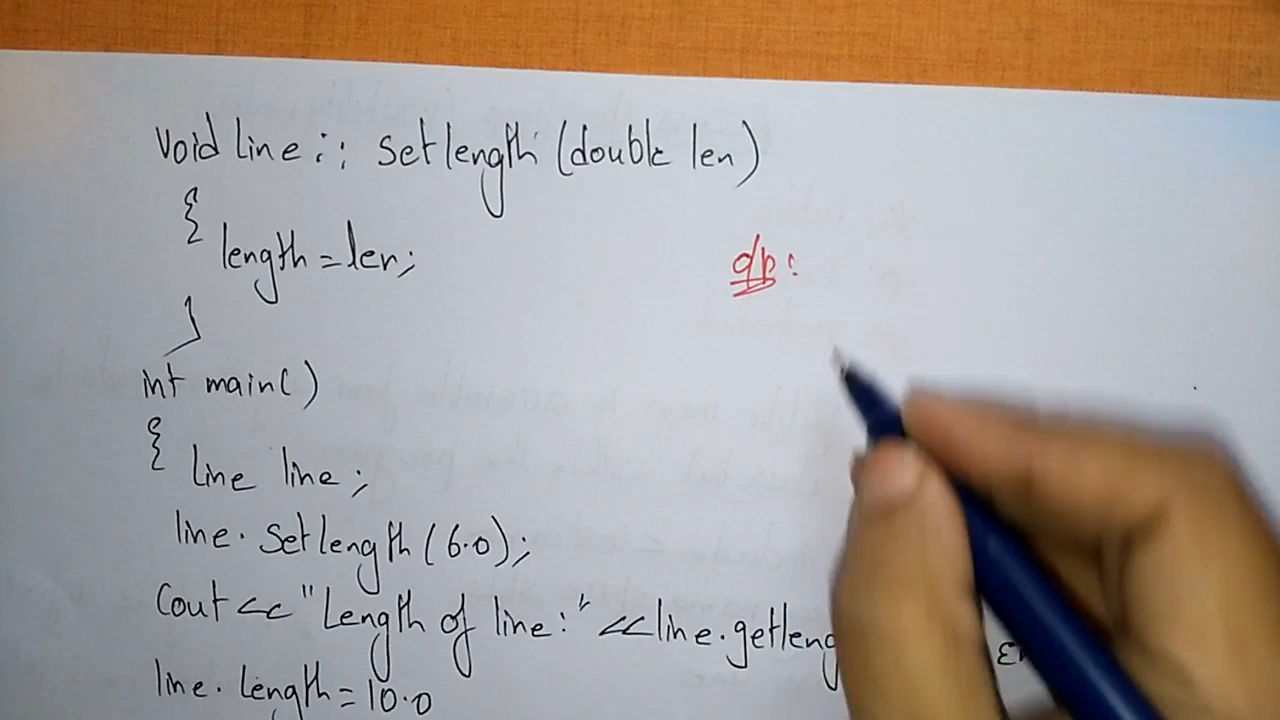 void line :: setlength (double len)
{
length = len;
}
op:
int main()
{ Line line ;
line. setlength (6.0);
Cout << "Length of line:" << line.getleng
line. length = 10.0